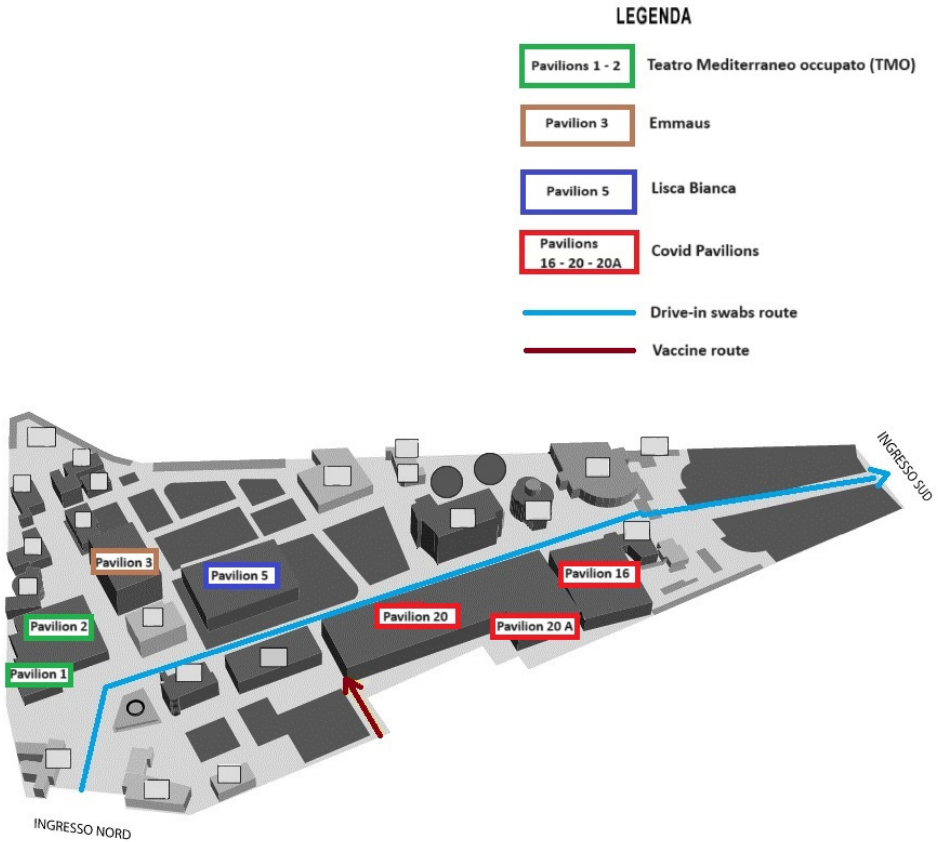 LEGENDA
Pavilions 1 - 2
Teatro Mediterraneo occupato (TMO)
Pavilion 3
Emmaus
Pavilion 5
Lisca Bianca
Pavilions
16 - 20 - 20A
Covid Pavilions
Drive-in swabs route
Vaccine route
INGRESSO SUD
Pavilion 3
Pavilion 5
Pavilion 16
Pavilion 20
Pavilion 2
Pavilion 20 A
Pavilion 1
INGRESSO NORD